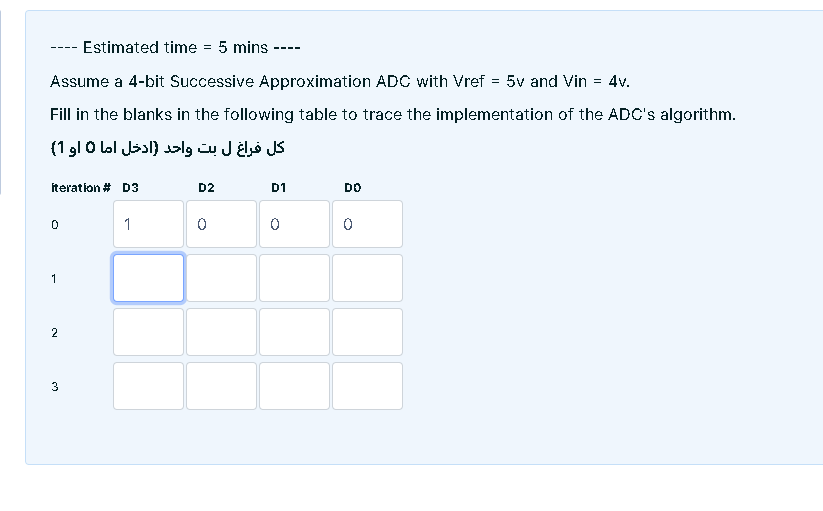 ---- Estimated time = 5 mins ----
Assume a 4-bit Successive Approximation ADC with Vref = 5v and Vin = 4v.
Fill in the blanks in the following table to trace the implementation of the ADC's algorithm.
كل فراغ ل بت واحد (ادخل اما 0 او 1)
iteration # D3 D2 D1 D0
0 1 0 0 0
1
2
3